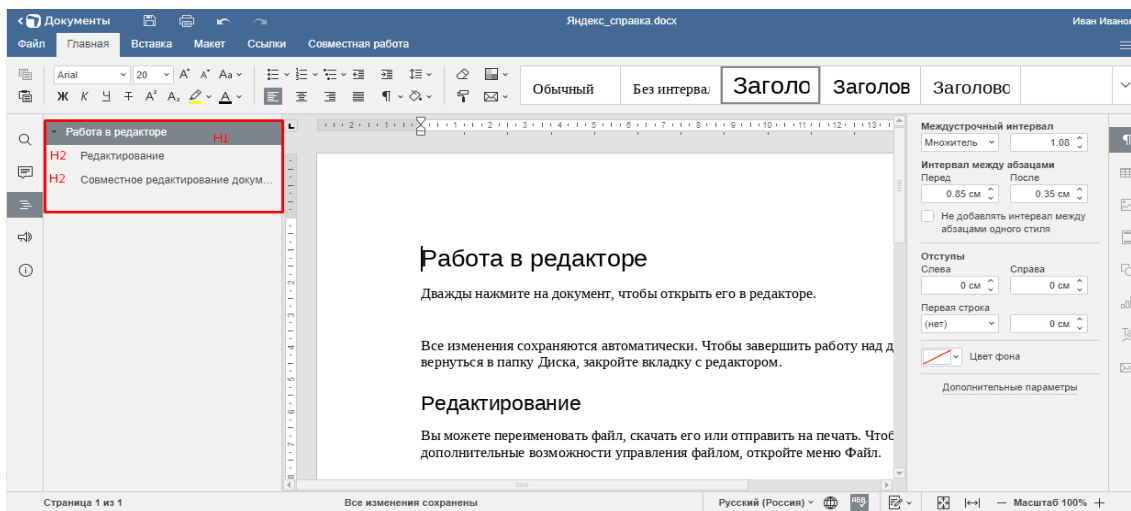 Документы
Яндекс_справка.docx
Иван Иванов
Файл Главная Вставка Макет Ссылки Совместная работа
Arial 20
Обычный Без интервал Заголо Заголов Заголовс
Ж К Ч
Работа в редакторе H1
H2 Редактирование
H2 Совместное редактирование докум...
Работа в редакторе
Дважды нажмите на документ, чтобы открыть его в редакторе.
Все изменения сохраняются автоматически. Чтобы завершить работу над д
вернуться в папку Диска, закройте вкладку с редактором.
Редактирование
Вы можете переименовать файл, скачать его или отправить на печать. Чтоб
дополнительные возможности управления файлом, откройте меню Файл.
Междустрочный интервал
Множитель 1.08
Интервал между абзацами
Перед После
0.85 см 0.35 см
Не добавлять интервал между
абзацами одного стиля
Отступы
Слева Справа
0 см 0 см
Первая строка
(нет) 0 см
Цвет фона
Дополнительные параметры
Страница 1 из 1 Все изменения сохранены Русский (Россия) Масштаб 100%